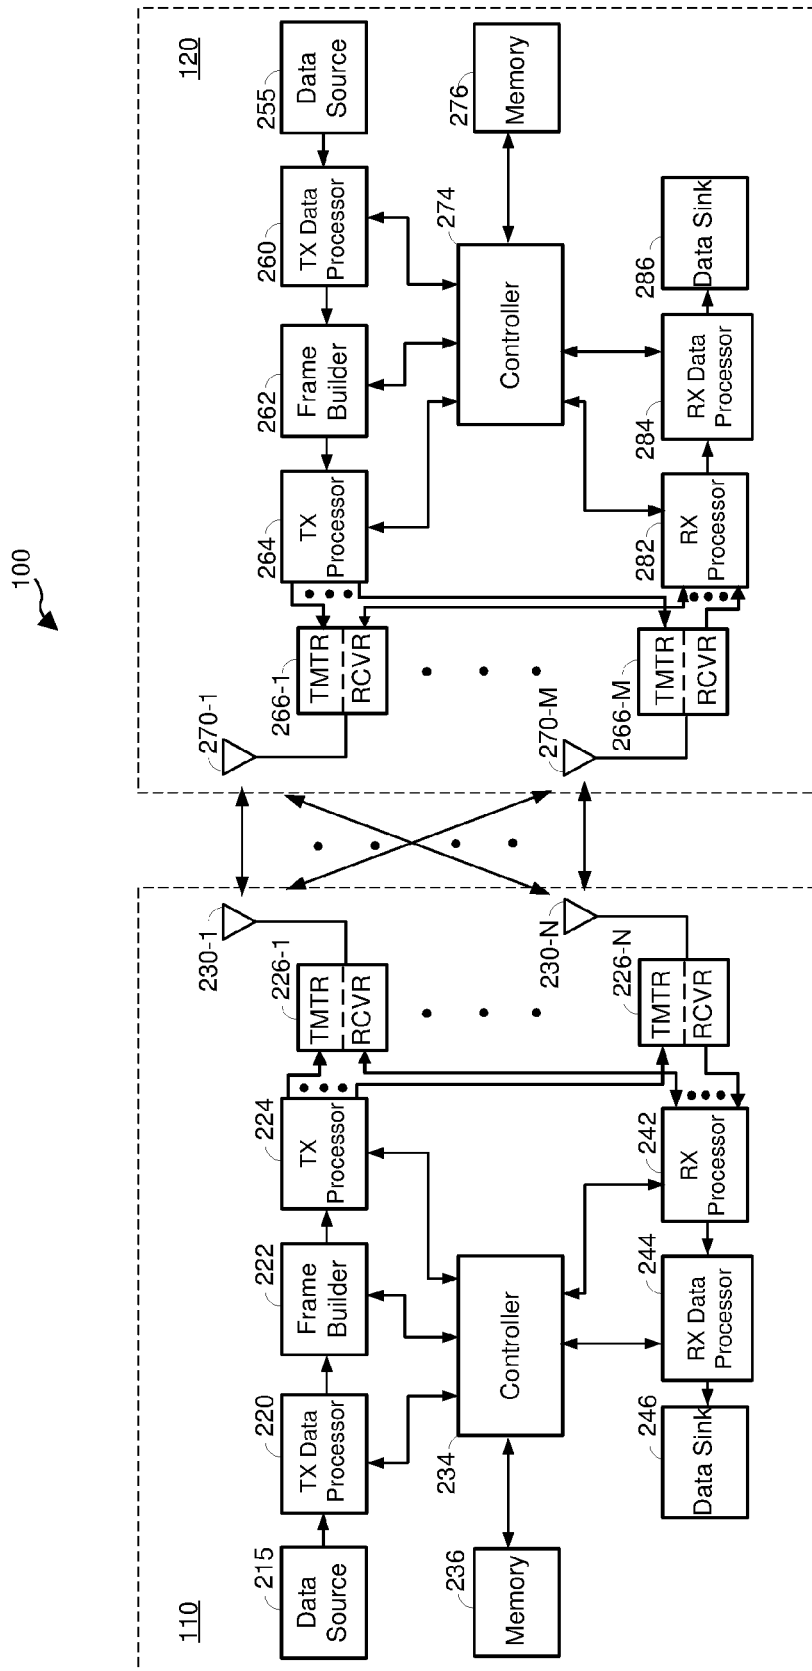 100
110
215
Data
Source
220
TX Data
Processor
222
Frame
Builder
224
TX
Processor
226-1
TMTR
RCVR
230-1
236
Memory
234
Controller
246
Data Sink
244
RX Data
Processor
242
RX
Processor
226-N
TMTR
RCVR
230-N
120
270-1
266-1
TMTR
RCVR
264
TX
Processor
262
Frame
Builder
260
TX Data
Processor
255
Data
Source
274
Controller
276
Memory
270-M
266-M
TMTR
RCVR
282
RX
Processor
284
RX Data
Processor
286
Data Sink